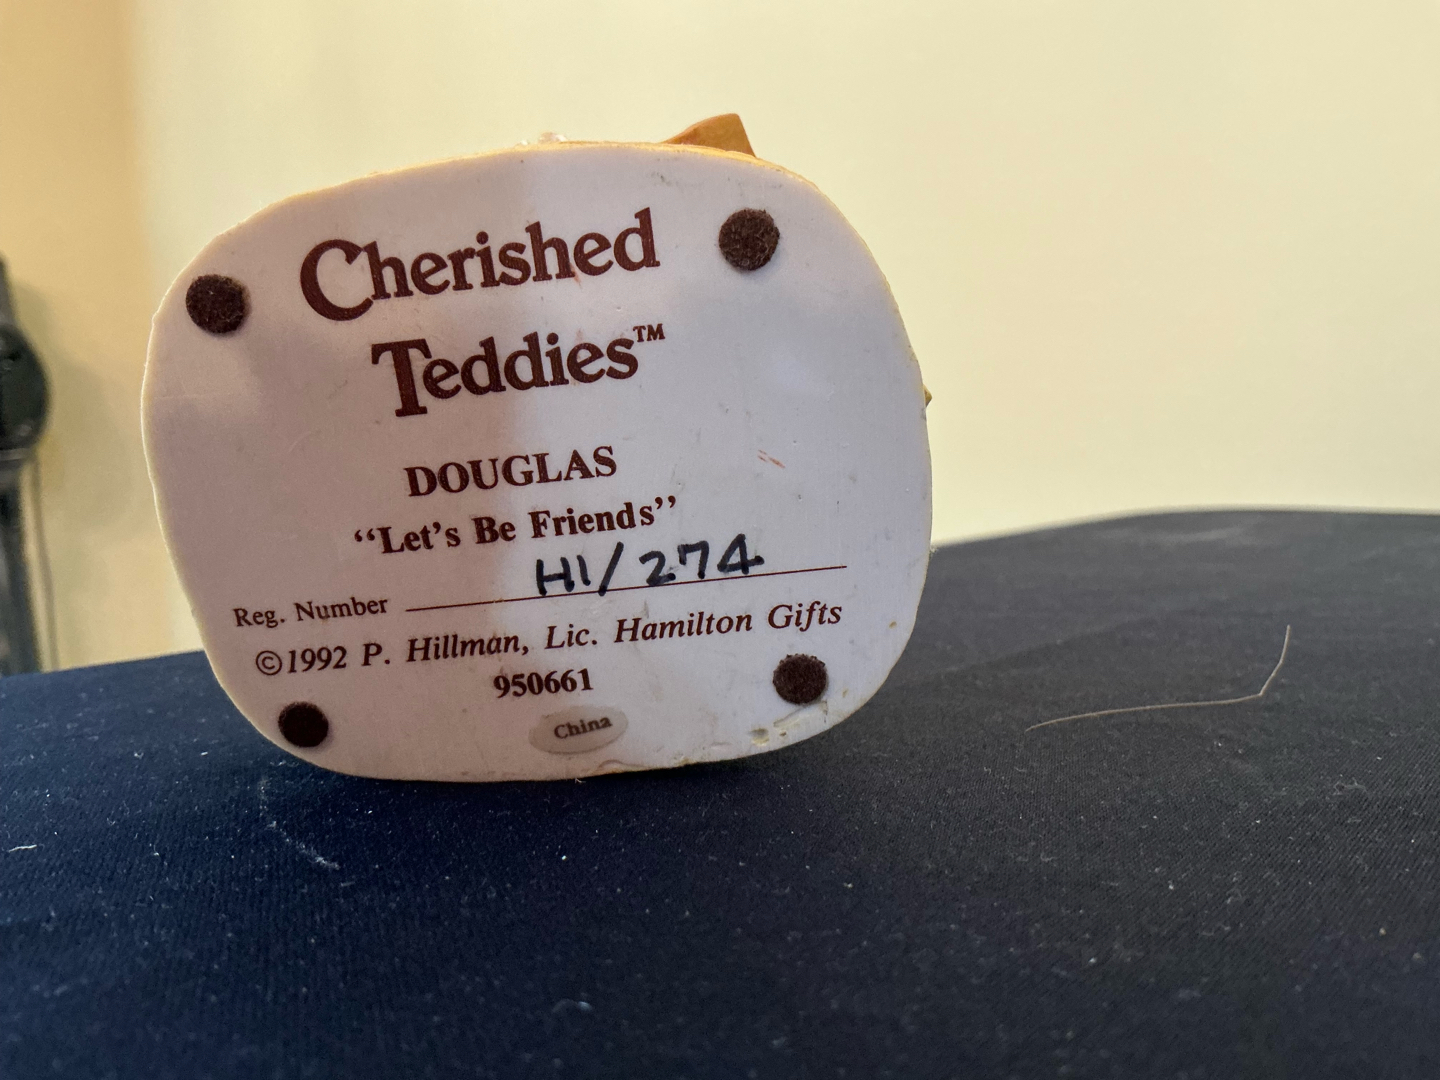 Cherished
Teddies™
DOUGLAS
“Let’s Be Friends”
Reg. Number H1/274
©1992 P. Hillman, Lic. Hamilton Gifts
950661
China